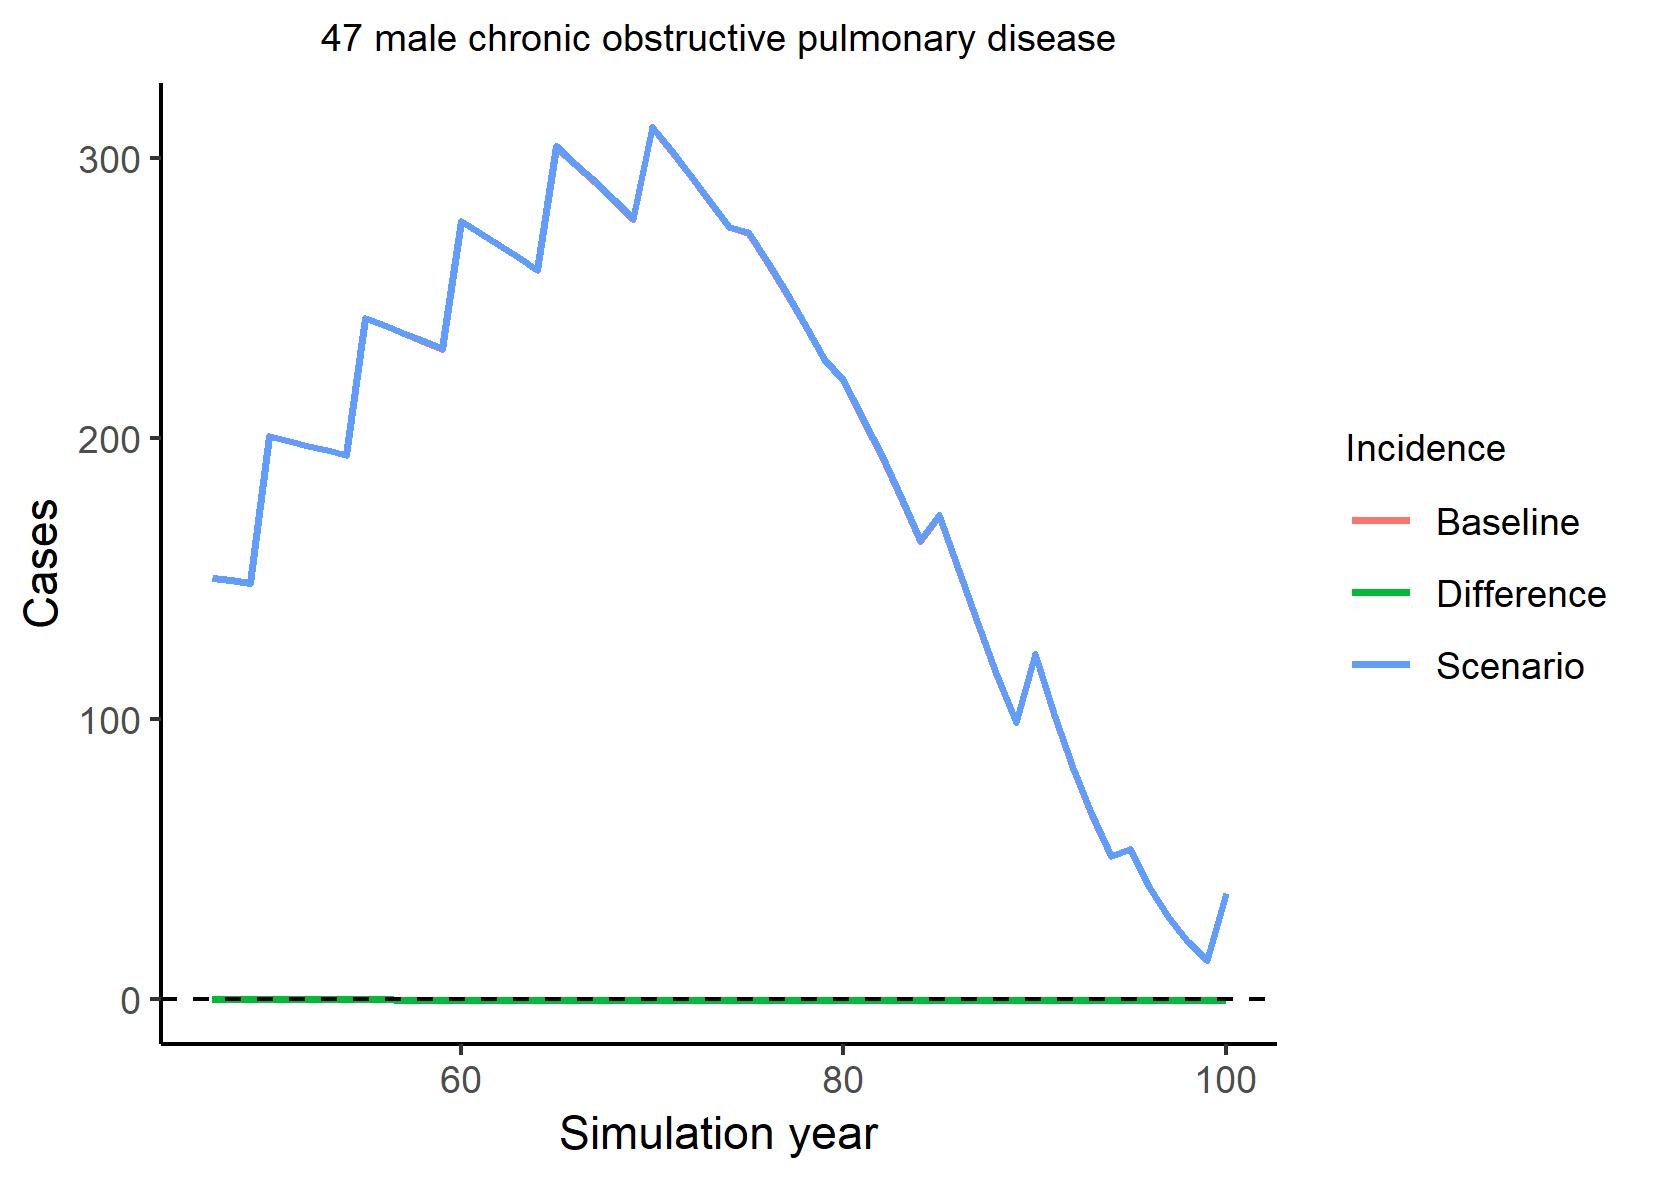 47 male chronic obstructive pulmonary disease
Cases
300
200
100
0
60 80 100
Simulation year
Incidence
Baseline
Difference
Scenario